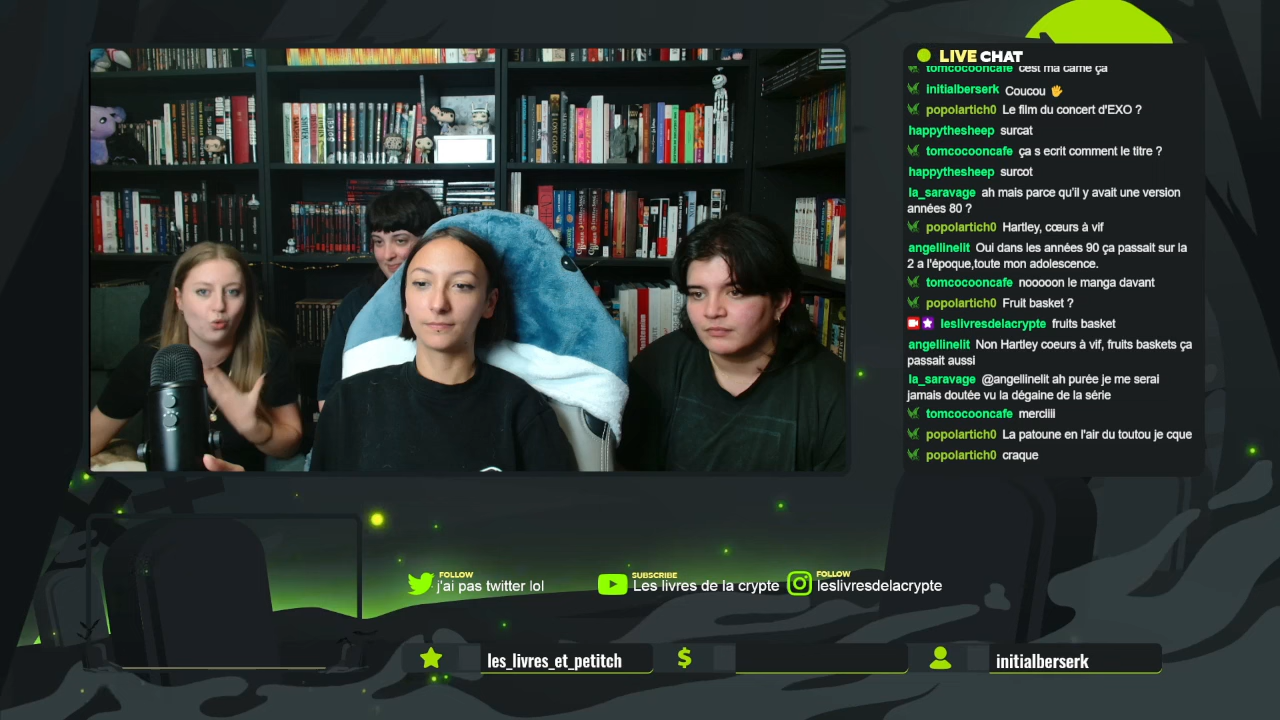 LIVE CHAT
tomcocooncafe c'est ma came ça
initialberserk Coucou 🖐
popolartich0 Le film du concert d'EXO ?
happythesheep surcat
tomcocooncafe ça s ecrit comment le titre ?
happythesheep surcot
la_saravage ah mais parce qu'il y avait une version
années 80 ?
popolartich0 Hartley, cœurs à vif
angellinelit Oui dans les années 90 ça passait sur la
2 a l'époque,toute mon adolescence.
tomcocooncafe nooooon le manga davant
popolartich0 Fruit basket ?
leslivresdelacrypte fruits basket
angellinelit Non Hartley coeurs à vif, fruits baskets ça
passait aussi
la_saravage @angellinelit ah purée je me serai
jamais doutée vu la dégaine de la série
tomcocooncafe merciiii
popolartich0 La patoune en l'air du toutou je cque
popolartich0 craque
FOLLOW
j'ai pas twitter lol
SUBSCRIBE
Les livres de la crypte
FOLLOW
leslivresdelacrypte
les_livres_et_petitch
$
initialberserk